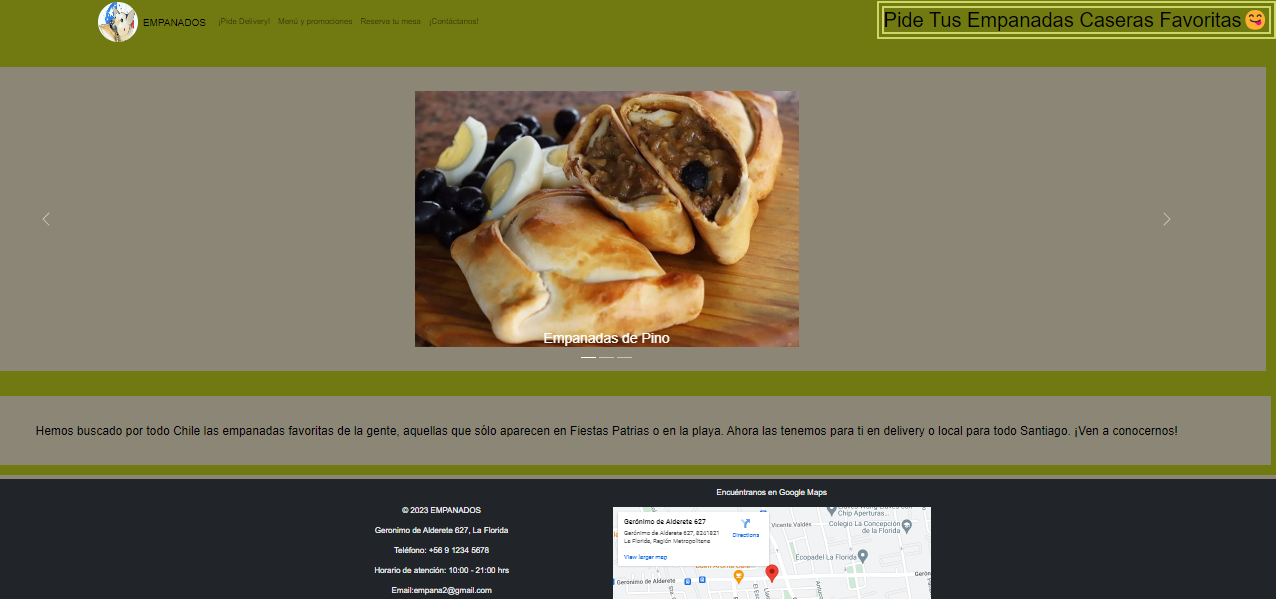 EMPANADOS
¡Pide Delivery!
Menú y promociones
Reserva tu mesa
¡Contáctanos!
Pide Tus Empanadas Caseras Favoritas😋
Empanadas de Pino
Hemos buscado por todo Chile las empanadas favoritas de la gente, aquellas que sólo aparecen en Fiestas Patrias o en la playa. Ahora las tenemos para ti en delivery o local para todo Santiago. ¡Ven a conocernos!
© 2023 EMPANADOS
Geronimo de Alderete 627, La Florida
Teléfono: +56 9 1234 5678
Horario de atención: 10:00 - 21:00 hrs
Email:empana2@gmail.com
Encuéntranos en Google Maps
Gerónimo de Alderete 627
Gerónimo de Alderete 627, 8261021
La Florida, Región Metropolitana
Directions
View larger map
Vicente Valdés
Chip Aperturas...
Colegio La Concepción
de la Florida
Ecopadel La Florida
Geronimo de Alderete